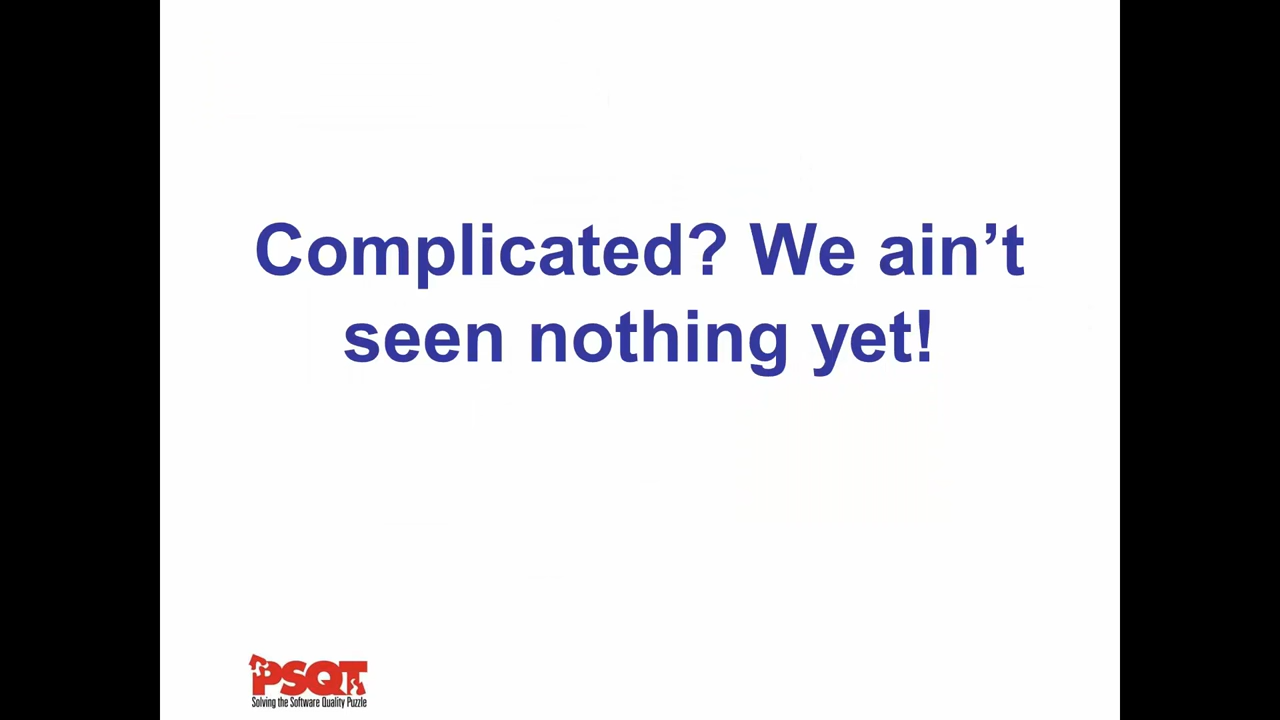 Complicated? We ain’t
seen nothing yet!
PSQT
Solving the Software Quality Puzzle